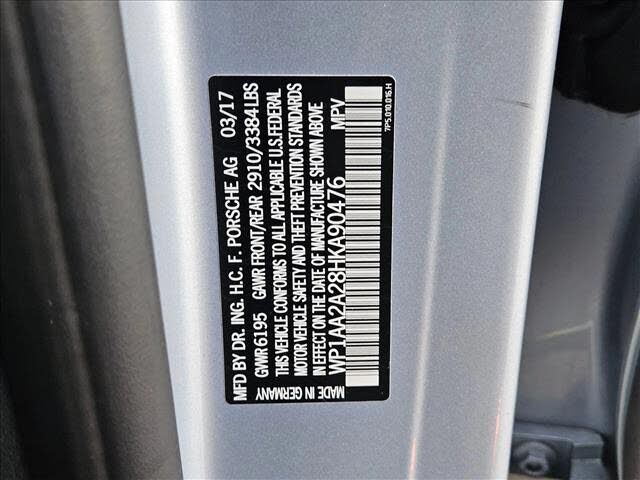 MFD BY DR. ING. H.C. F. PORSCHE AG 03/17
GVWR 6195 GAWR FRONT/REAR 2910/3384LBS
THIS VEHICLE CONFORMS TO ALL APPLICABLE U.S.FEDERAL
MOTOR VEHICLE SAFETY AND THEFT PREVENTION STANDARDS
IN EFFECT ON THE DATE OF MANUFACTURE SHOWN ABOVE
WP1AA2A28HKA90476 MPV
MADE IN GERMANY
7P5.010.016.H